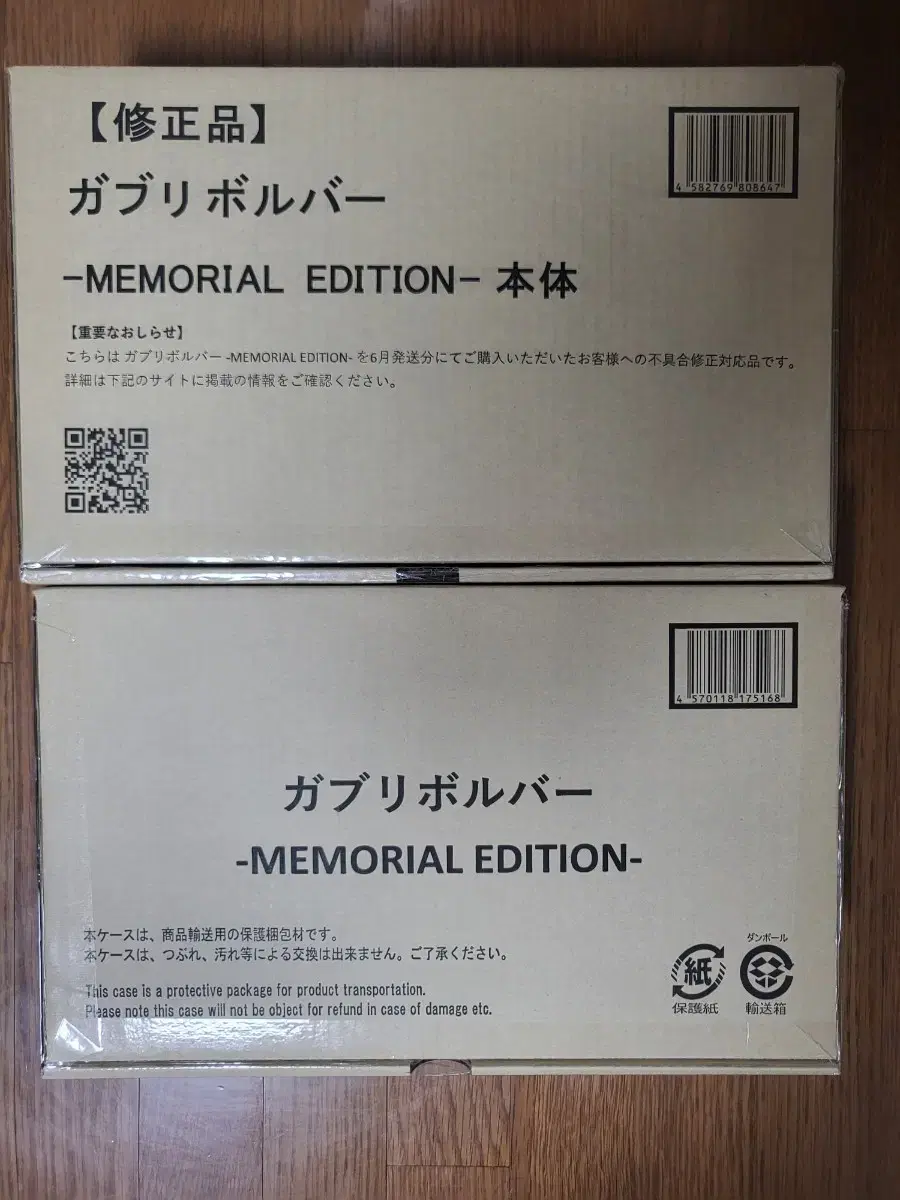 【修正品】
ガブリボルバー
-MEMORIAL EDITION- 本体
【重要なおしらせ】
こちらは ガブリボルバー -MEMORIAL EDITION- を6月発送分にてご購入いただいたお客様への不具合修正対応品です。
詳細は下記のサイトに掲載の情報をご確認ください。
4 582769 808647
4 570118 175168
ガブリボルバー
-MEMORIAL EDITION-
本ケースは、商品輸送用の保護梱包材です。
本ケースは、つぶれ、汚れ等による交換は出来ません。ご了承ください。
This case is a protective package for product transportation.
Please note this case will not be object for refund in case of damage etc.
紙
保護紙
ダンボール
輸送箱